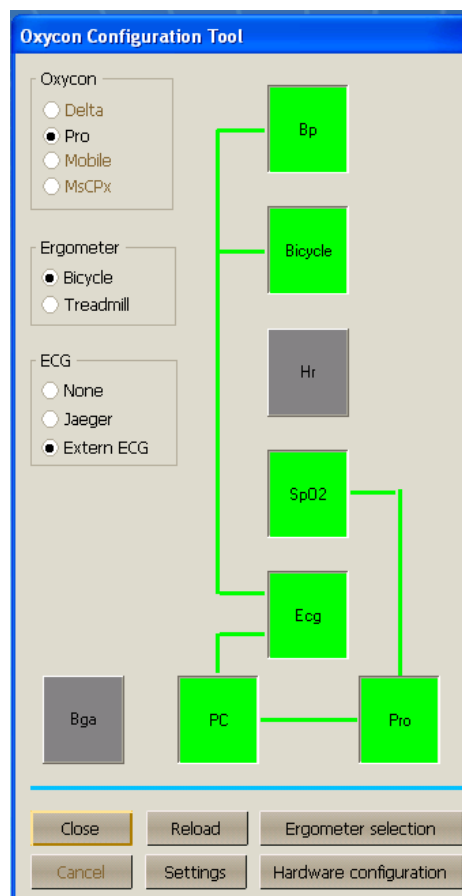 Oxycon Configuration Tool
Oxycon
Delta
Pro
Mobile
MsCPx
Ergometer
Bicycle
Treadmill
ECG
None
Jaeger
Extern ECG
Bp
Bicycle
Hr
SpO2
Ecg
Bga
PC
Pro
Close
Reload
Ergometer selection
Cancel
Settings
Hardware configuration